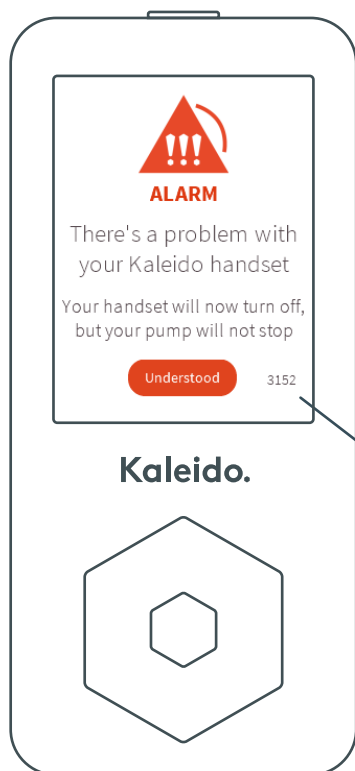 !!!
ALARM
There's a problem with
your Kaleido handset
Your handset will now turn off,
but your pump will not stop
Understood
3152
Kaleido.